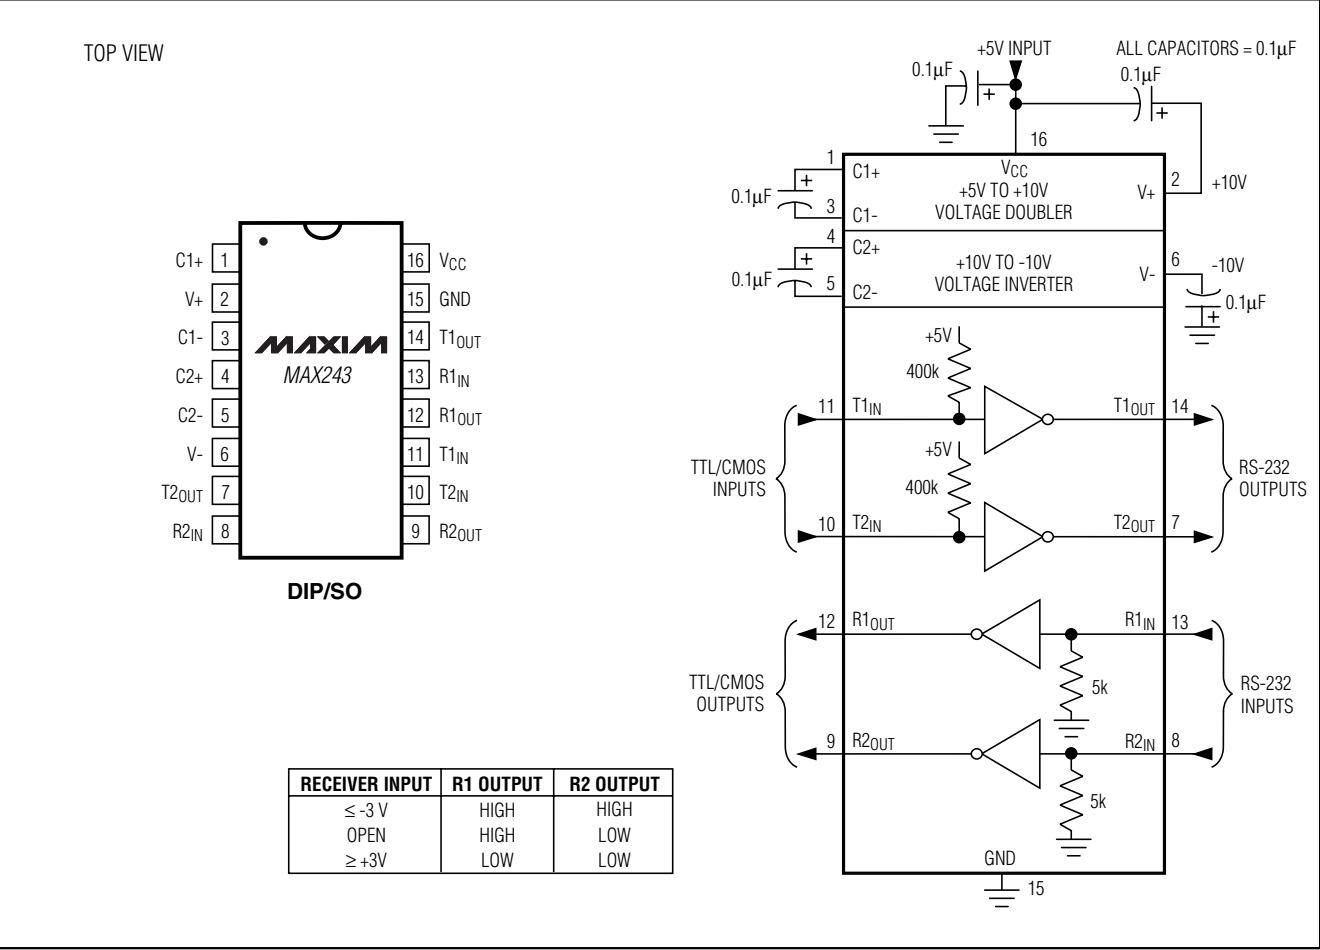 TOP VIEW
C1+ 1
V+ 2
C1- 3
C2+ 4
C2- 5
V- 6
T2OUT 7
R2IN 8
16 VCC
15 GND
14 T1OUT
13 R1IN
12 R1OUT
11 T1IN
10 T2IN
9 R2OUT
MAXIM
MAX243
DIP/SO
RECEIVER INPUT R1 OUTPUT R2 OUTPUT
≤ -3 V HIGH HIGH
OPEN HIGH LOW
≥ +3V LOW LOW
+5V INPUT
ALL CAPACITORS = 0.1µF
0.1µF
+
0.1µF
+
16
VCC
+5V TO +10V
VOLTAGE DOUBLER
1
C1+
0.1µF
+
3
C1-
V+
2
+10V
4
C2+
0.1µF
+
5
C2-
+10V TO -10V
VOLTAGE INVERTER
V-
6
-10V
0.1µF
+
+5V
400k
11
T1IN
T1OUT
14
+5V
400k
TTL/CMOS
INPUTS
RS-232
OUTPUTS
10
T2IN
T2OUT
7
12
R1OUT
R1IN
13
5k
TTL/CMOS
OUTPUTS
RS-232
INPUTS
9
R2OUT
R2IN
8
5k
GND
15